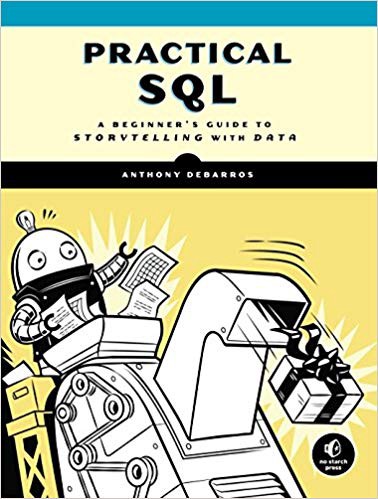 PRACTICAL
SQL
A BEGINNER'S GUIDE TO
STORYTELLING WITH DATA
ANTHONY DEBARROS
no starch
press